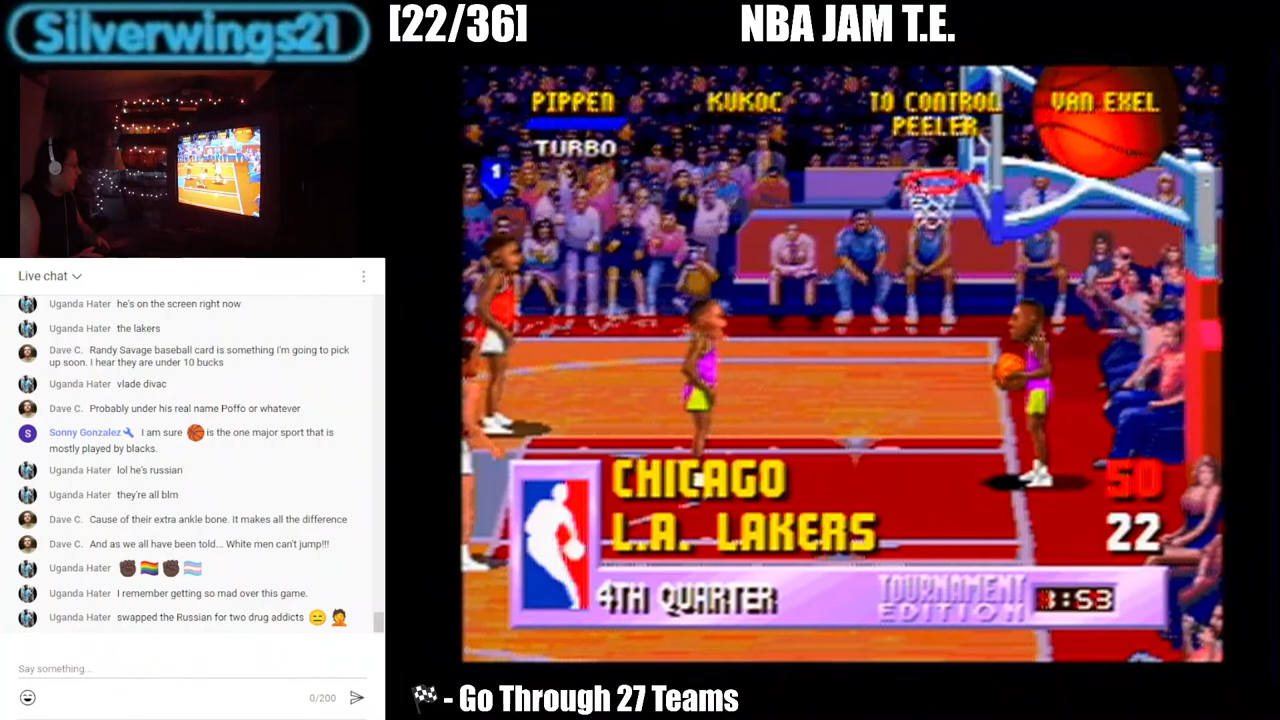 Silverwings21
[22/36]
NBA JAM T.E.
PIPPEN
KUKOC
TO CONTROL
PEELER
VAN EXEL
TURBO
1
Live chat
Uganda Hater he's on the screen right now
Uganda Hater the lakers
Dave C. Randy Savage baseball card is something I'm going to pick
up soon. I hear they are under 10 bucks
Uganda Hater vlade divac
Dave C. Probably under his real name Poffo or whatever
S
Sonny Gonzalez I am sure 🏀 is the one major sport that is
mostly played by blacks.
Uganda Hater lol he's russian
Uganda Hater they're all blm
Dave C. Cause of their extra ankle bone. It makes all the difference
Dave C. And as we all have been told... White men can't jump!!!
Uganda Hater ✊🏿🏳️‍🌈✊🏿🏳️‍⚧️
Uganda Hater I remember getting so mad over this game.
Uganda Hater swapped the Russian for two drug addicts 😑 🤦
Say something...
0/200
CHICAGO 50
L.A. LAKERS 22
4TH QUARTER
TOURNAMENT
EDITION
:53
🏁 - Go Through 27 Teams